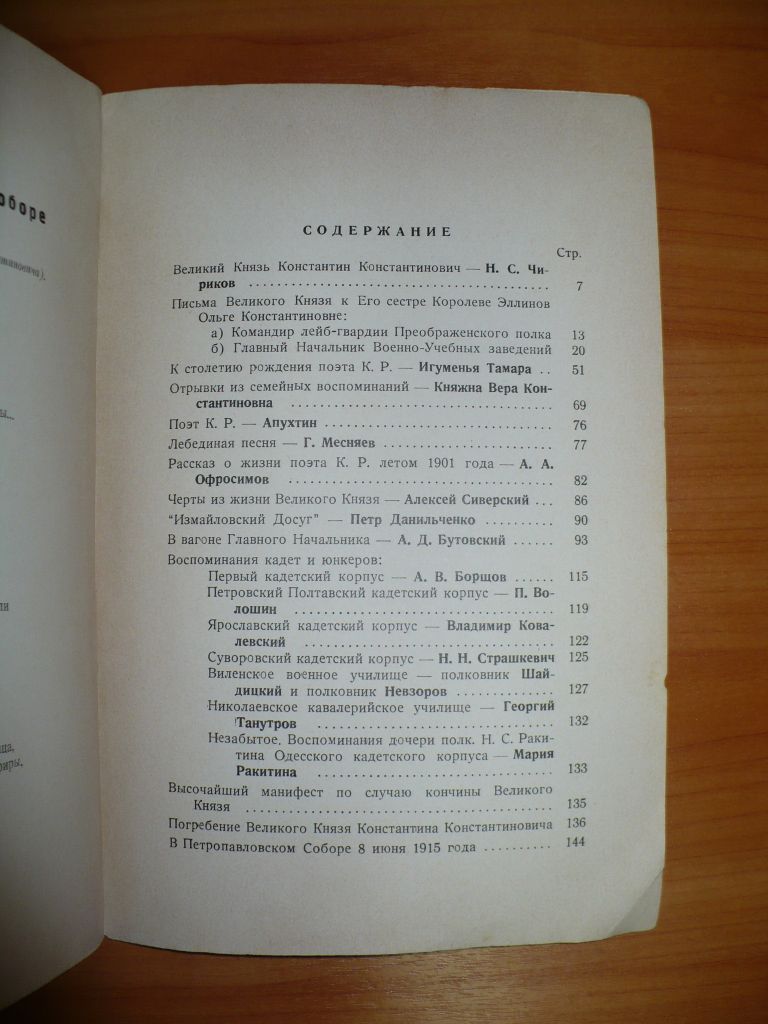 оборе
тиновича).
ы...
ли
ца,
фиры.
СОДЕРЖАНИЕ
Стр.
Великий Князь Константин Константинович — Н. С. Чи-
риков ........................................ 7
Письма Великого Князя к Его сестре Королеве Эллинов
Ольге Константиновне:
а) Командир лейб-гвардии Преображенского полка 13
б) Главный Начальник Военно-Учебных заведений 20
К столетию рождения поэта К. Р. — Игуменья Тамара .. 51
Отрывки из семейных воспоминаний — Княжна Вера Кон-
стантиновна ................................... 69
Поэт К. Р. — Апухтин .............................. 76
Лебединая песня — Г. Месняев ...................... 77
Рассказ о жизни поэта К. Р. летом 1901 года — А. А.
Офросимов ................................... 82
Черты из жизни Великого Князя — Алексей Сиверский ... 86
"Измайловский Досуг" — Петр Данильченко .......... 90
В вагоне Главного Начальника — А. Д. Бутовский ...... 93
Воспоминания кадет и юнкеров:
Первый кадетский корпус — А. В. Борщов ...... 115
Петровский Полтавский кадетский корпус — П. Во-
лошин .................................. 119
Ярославский кадетский корпус — Владимир Кова-
левский ................................. 122
Суворовский кадетский корпус — Н. Н. Страшкевич 125
Виленское военное училище — полковник Шай-
дицкий и полковник Невзоров ............. 127
Николаевское кавалерийское училище — Георгий
Танутров ............................... 132
Незабытое. Воспоминания дочери полк. Н. С. Раки-
тина Одесского кадетского корпуса — Мария
Ракитина ............................... 133
Высочайший манифест по случаю кончины Великого
Князя ......................................... 135
Погребение Великого Князя Константина Константиновича 136
В Петропавловском Соборе 8 июня 1915 года .......... 144